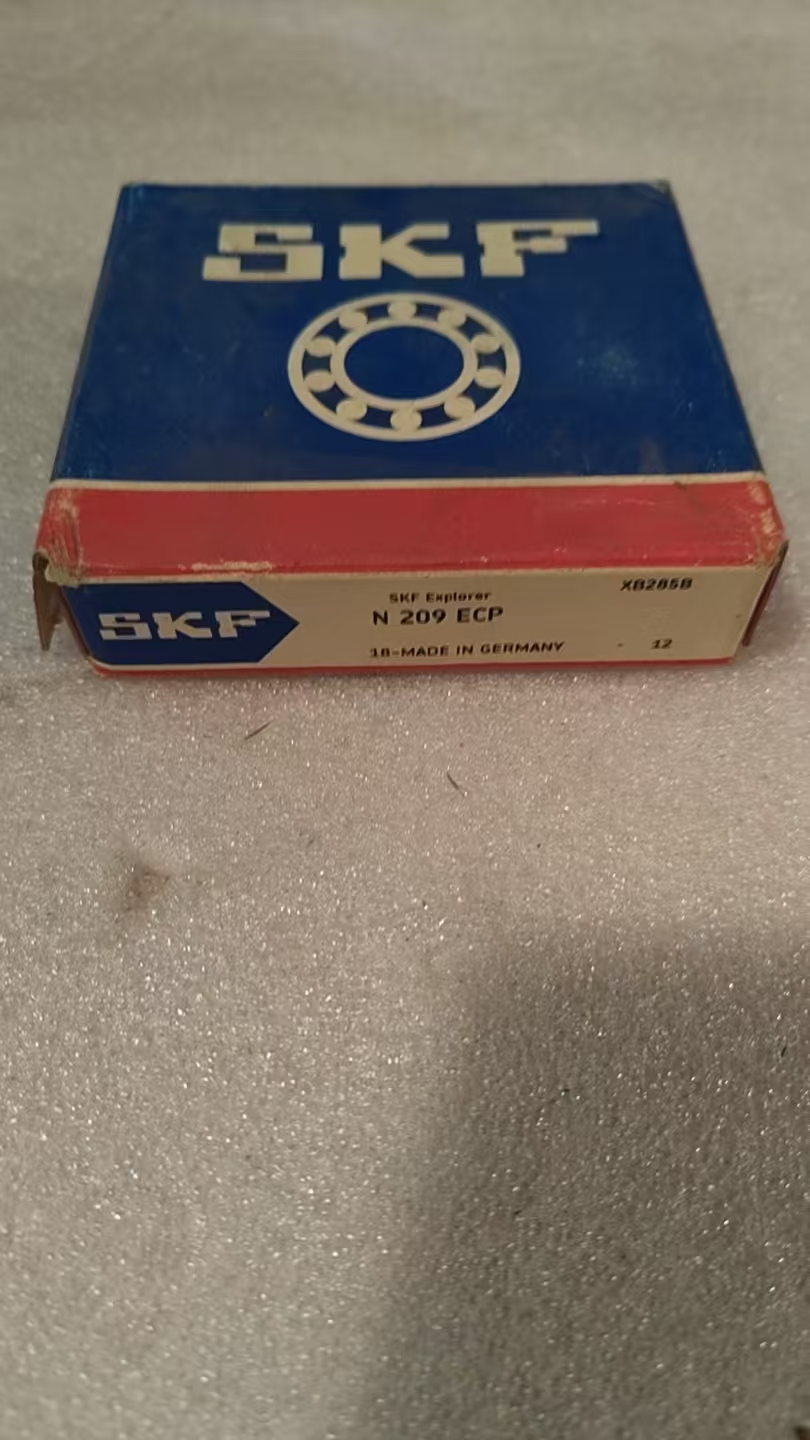 SKF
SKF
SKF Explorer
XB285B
N 209 ECP
18-MADE IN GERMANY
- 12